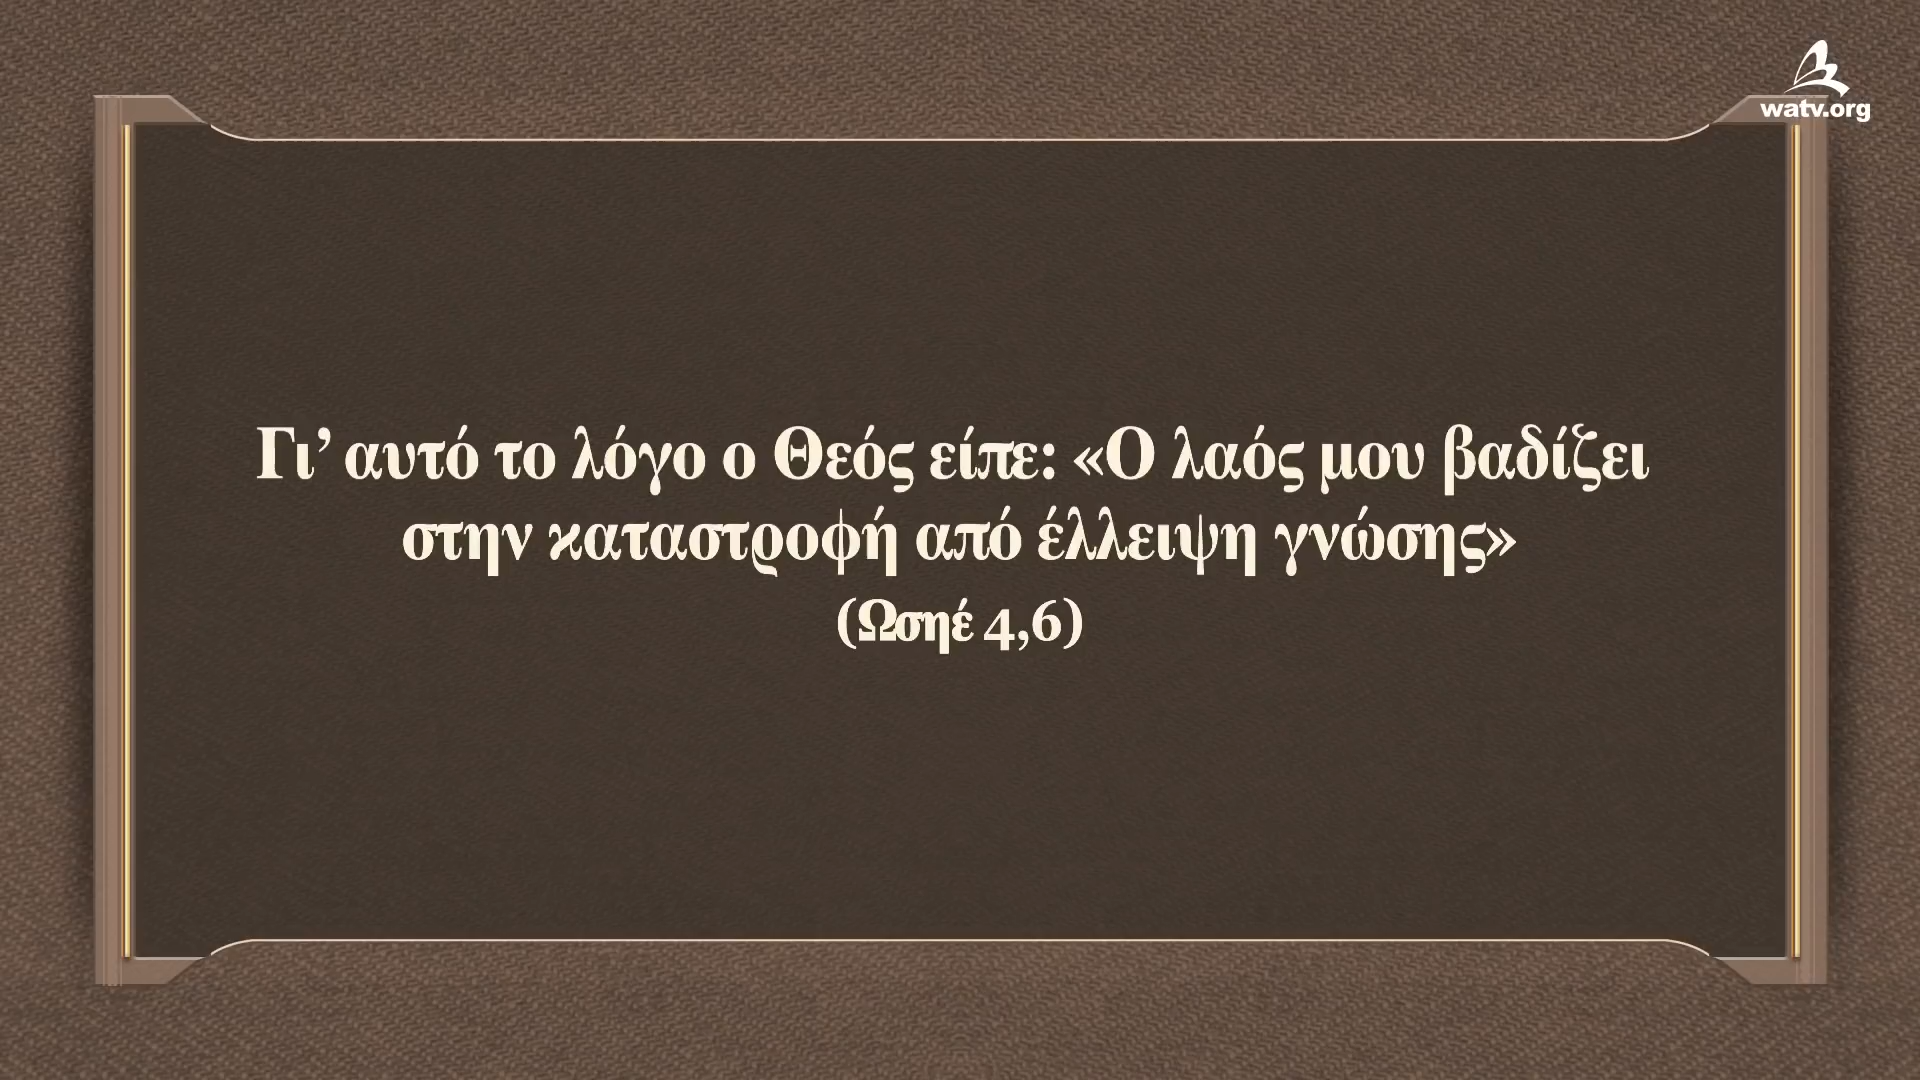 watv.org
Γι’ αυτό το λόγο ο Θεός είπε: «Ο λαός μου βαδίζει
στην καταστροφή από έλλειψη γνώσης»
(Ωσηέ 4,6)